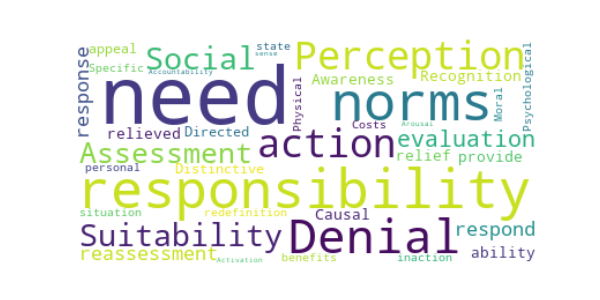 appeal Social state Perception
Specific sense
Accountability
response need Physical norms Moral Psychological
Awareness Recognition
relieved Directed action Costs Arousal evaluation
Assessment relief provide
personal Distinctive
responsibility
situation redefinition Causal
Suitability Denial respond
reassessment ability
Activation benefits inaction